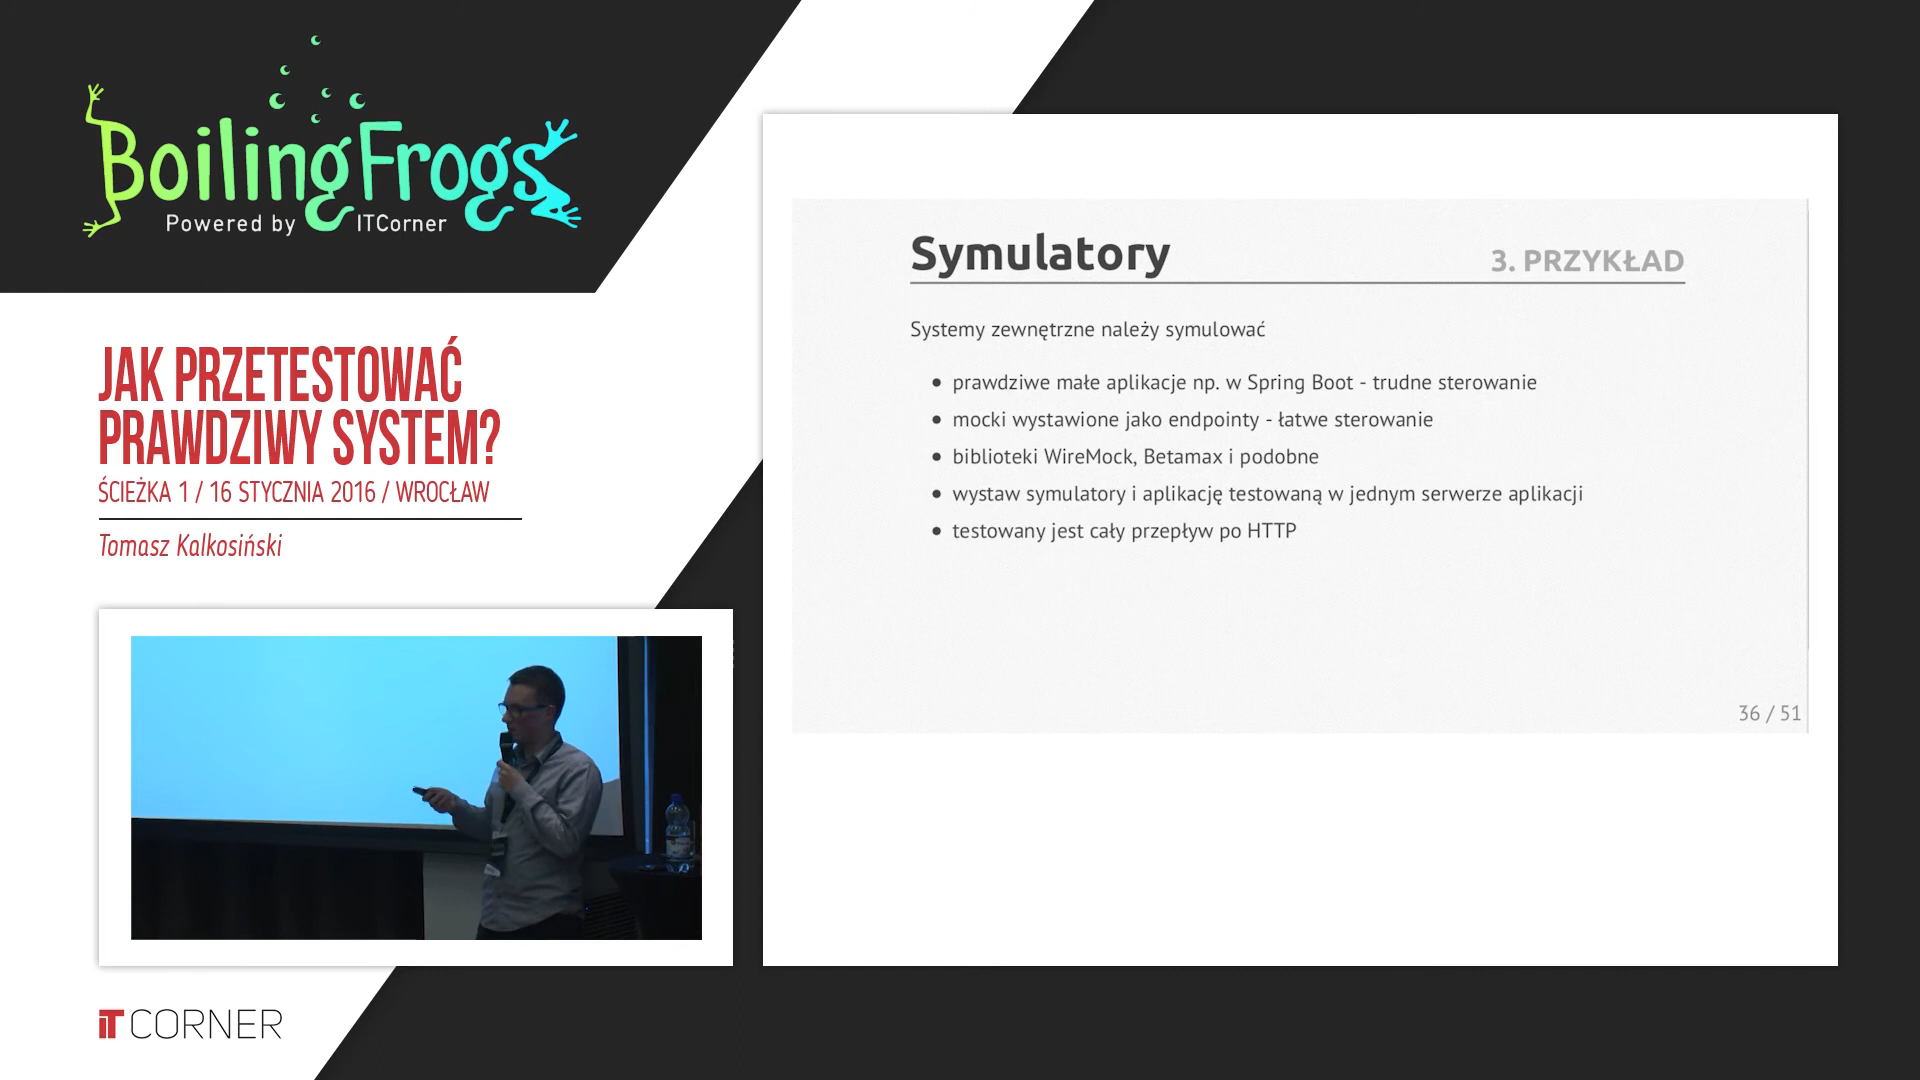 BoilingFrogs
Powered by ITCorner
JAK PRZETESTOWAĆ
PRAWDZIWY SYSTEM?
ŚCIEŻKA 1 / 16 STYCZNIA 2016 / WROCŁAW
Tomasz Kalkosiński
Symulatory
3. PRZYKŁAD
Systemy zewnętrzne należy symulować
• prawdziwe małe aplikacje np. w Spring Boot - trudne sterowanie
• mocki wystawione jako endpointy - łatwe sterowanie
• biblioteki WireMock, Betamax i podobne
• wystaw symulatory i aplikację testowaną w jednym serwerze aplikacji
• testowany jest cały przepływ po HTTP
36 / 51
iT CORNER